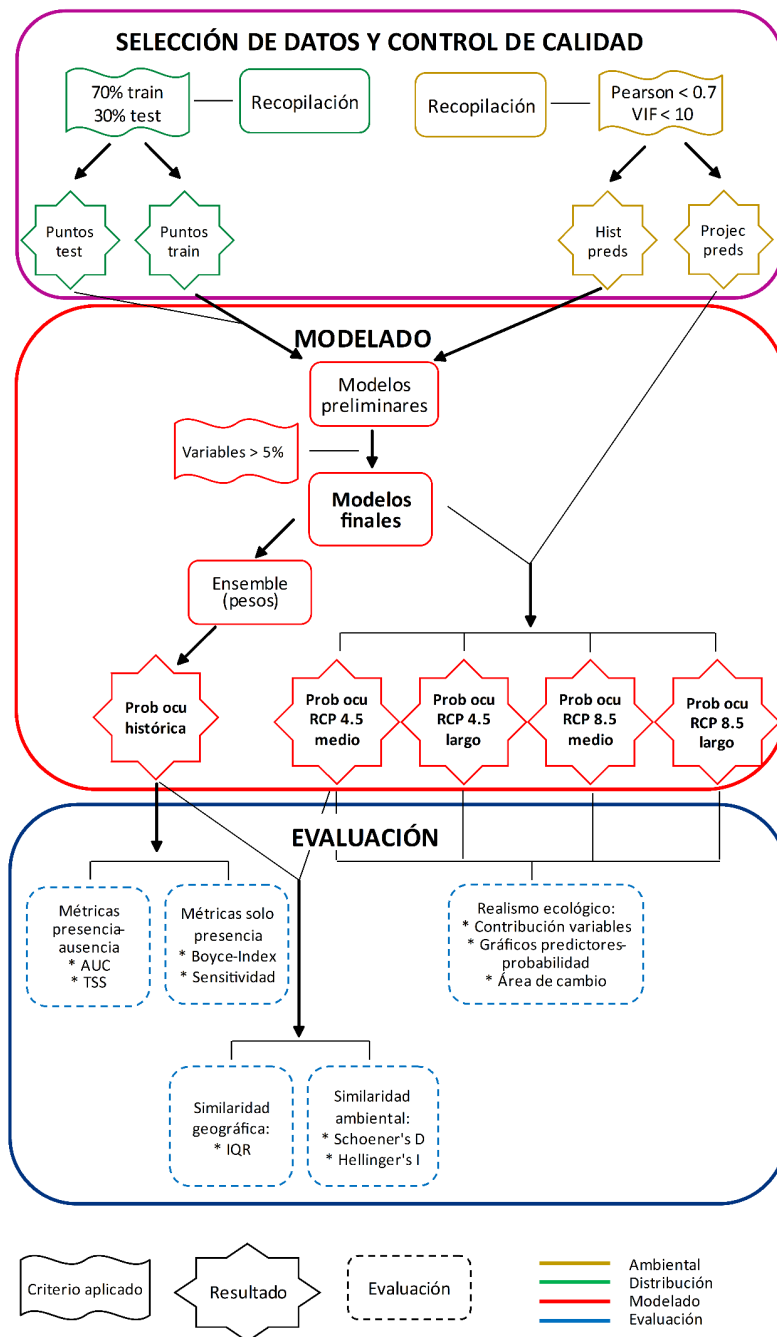 SELECCIÓN DE DATOS Y CONTROL DE CALIDAD
70% train
30% test
Recopilación
Recopilación
Pearson < 0.7
VIF < 10
Puntos
test
Puntos
train
Hist
preds
Projec
preds
MODELADO
Modelos
preliminares
Variables > 5%
Modelos
finales
Ensemble
(pesos)
Prob ocu
histórica
Prob ocu
RCP 4.5
medio
Prob ocu
RCP 4.5
largo
Prob ocu
RCP 8.5
medio
Prob ocu
RCP 8.5
largo
EVALUACIÓN
Métricas
presencia-
ausencia
* AUC
* TSS
Métricas solo
presencia
* Boyce-Index
* Sensitividad
Realismo ecológico:
* Contribución variables
* Gráficos predictores-
probabilidad
* Área de cambio
Similaridad
geográfica:
* IQR
Similaridad
ambiental:
* Schoener's D
* Hellinger's I
Criterio aplicado
Resultado
Evaluación
Ambiental
Distribución
Modelado
Evaluación